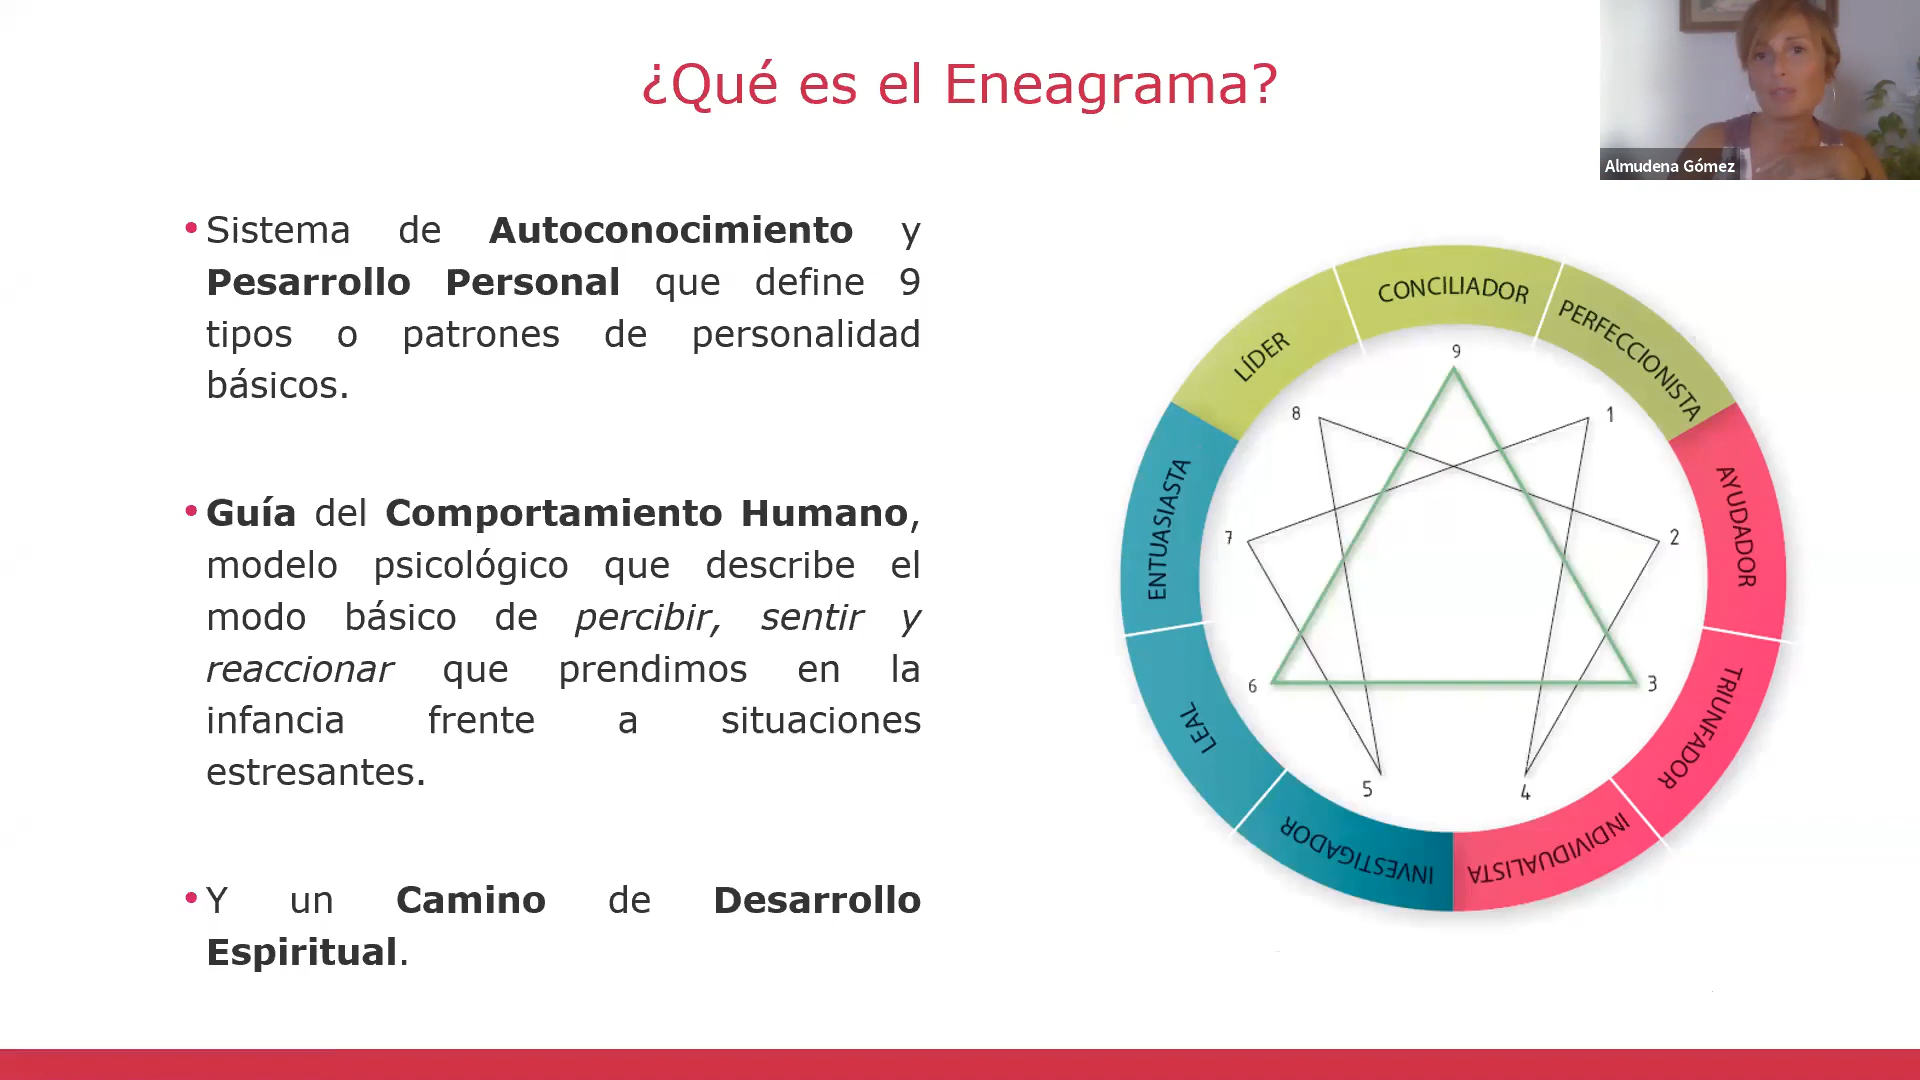 ¿Qué es el Eneagrama?
Almudena Gómez
•Sistema de Autoconocimiento y
Pesarrollo Personal que define 9
tipos o patrones de personalidad
básicos.
•Guía del Comportamiento Humano,
modelo psicológico que describe el
modo básico de percibir, sentir y
reaccionar que prendimos en la
infancia frente a situaciones
estresantes.
•Y un Camino de Desarrollo
Espiritual.
CONCILIADOR
PERFECCIONISTA
AYUDADOR
TRIUNFADOR
INDIVIDUALISTA
INVESTIGADOR
LEAL
ENTUASIASTA
LÍDER
9
1
2
3
4
5
6
7
8